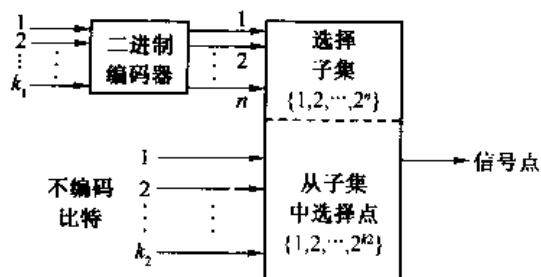 1
2
⋮
k₁
二进制
编码器
1
2
⋮
n
选择
子集
{1,2,⋯,2ⁿ}
不编码
比特
1
2
⋮
k₂
从子集
中选择点
{1,2,⋯,2^{k2}}
信号点